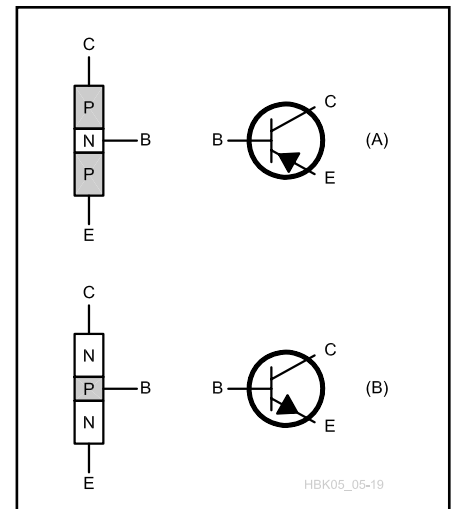 C
P
N B B C (A)
P
E E
C
N C
P B B (B)
N E
E
HBK05_05-19